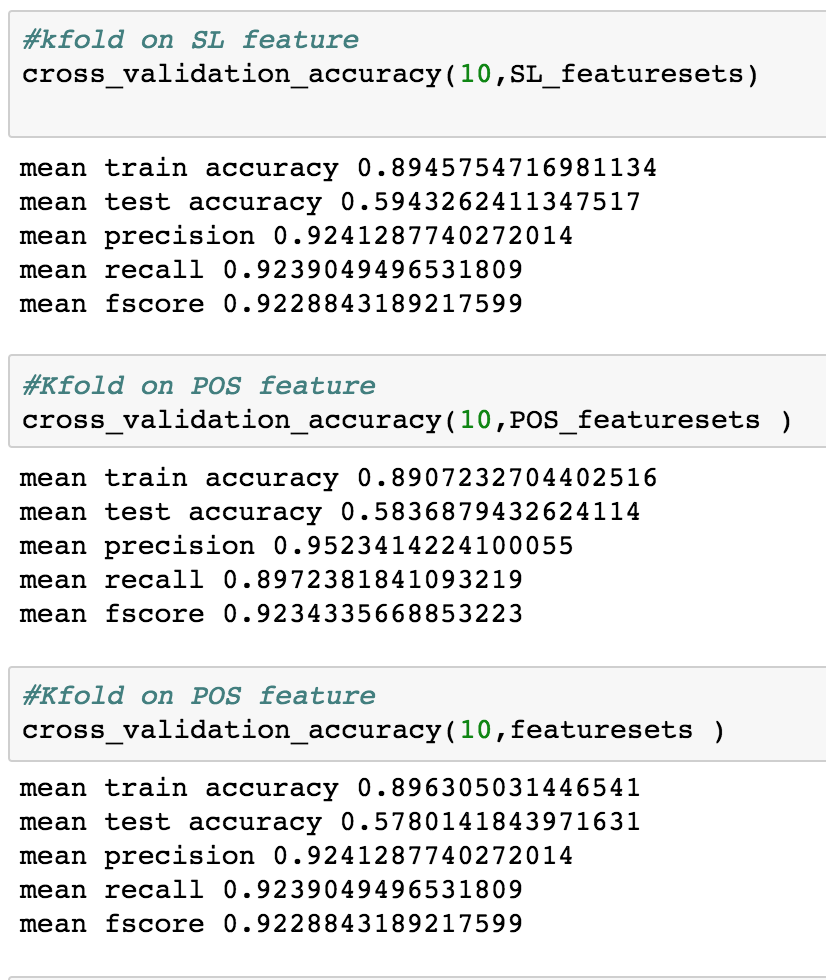 #kfold on SL feature
cross_validation_accuracy(10,SL_featuresets)
mean train accuracy 0.8945754716981134
mean test accuracy 0.5943262411347517
mean precision 0.9241287740272014
mean recall 0.9239049496531809
mean fscore 0.9228843189217599
#Kfold on POS feature
cross_validation_accuracy(10,POS_featuresets )
mean train accuracy 0.8907232704402516
mean test accuracy 0.5836879432624114
mean precision 0.9523414224100055
mean recall 0.8972381841093219
mean fscore 0.9234335668853223
#Kfold on POS feature
cross_validation_accuracy(10,featuresets )
mean train accuracy 0.896305031446541
mean test accuracy 0.5780141843971631
mean precision 0.9241287740272014
mean recall 0.9239049496531809
mean fscore 0.9228843189217599